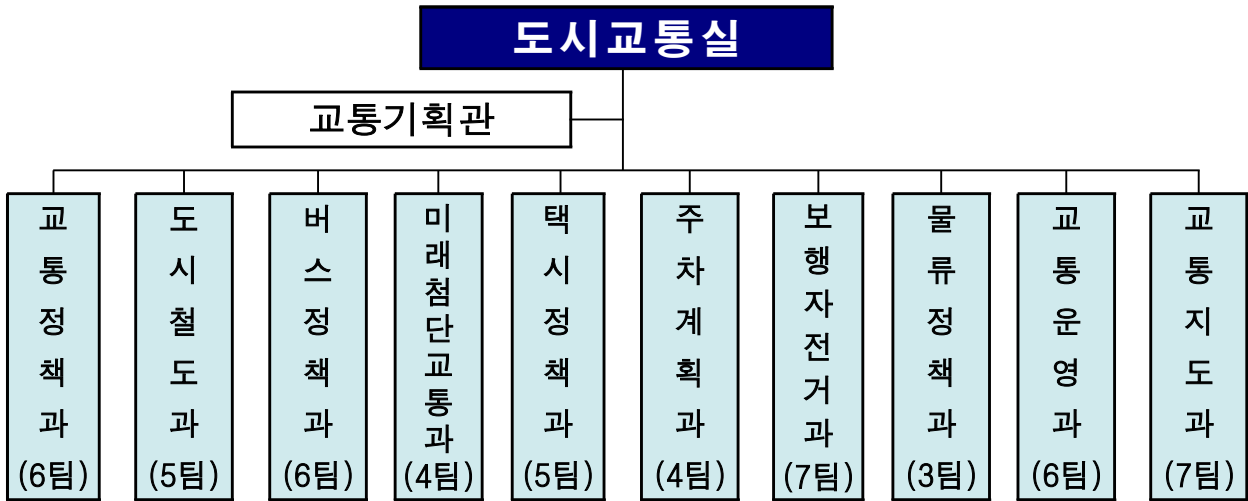 도시교통실
교통기획관
교통정책과
(6팀)
도시철도과
(5팀)
버스정책과
(6팀)
미래첨단교통과
(4팀)
택시정책과
(5팀)
주차계획과
(4팀)
보행자전거과
(7팀)
물류정책과
(3팀)
교통운영과
(6팀)
교통지도과
(7팀)